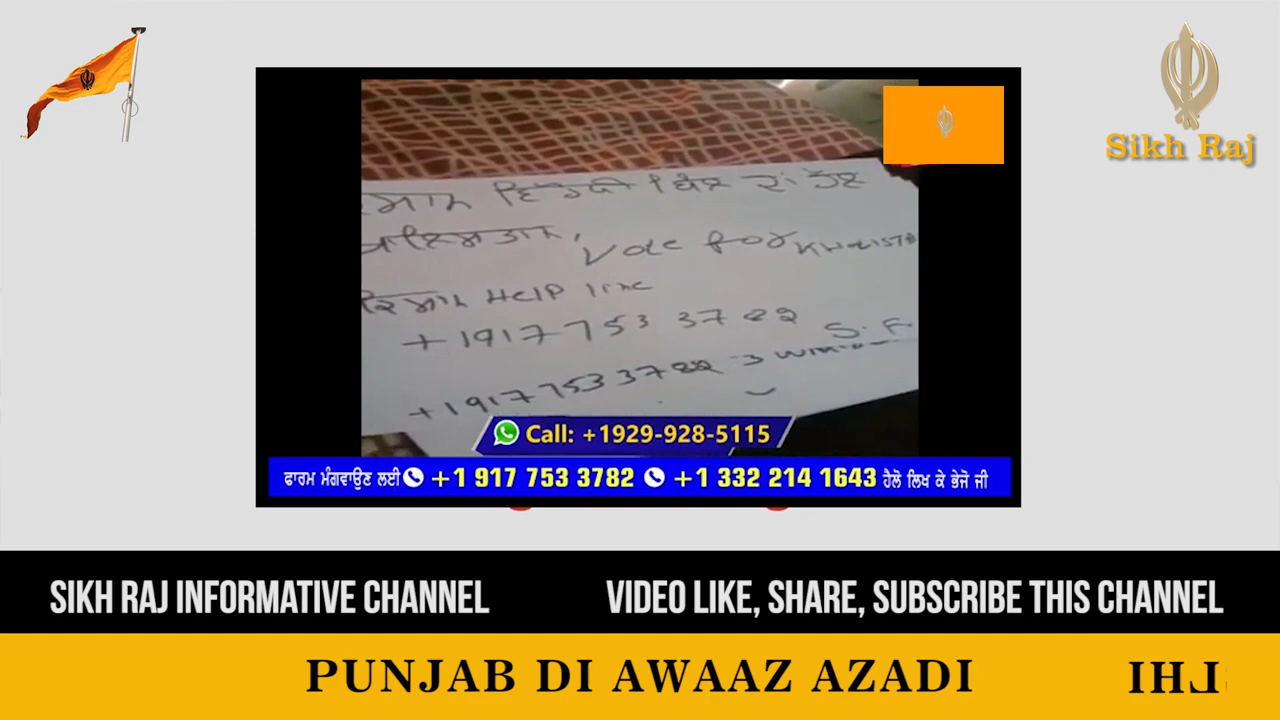 Sikh Raj
ਕਿਸਾਨ
Vote for
ਕਿਸਾਨ Help line
+1917753 3782 S.F.
+19177533782
Call: +1929-928-5115
ਫਾਰਮ ਮੰਗਵਾਉਣ ਲਈ +1 917 753 3782 +1 332 214 1643 ਹੈਲੋ ਲਿਖ ਕੇ ਭੇਜੋ ਜੀ
SIKH RAJ INFORMATIVE CHANNEL VIDEO LIKE, SHARE, SUBSCRIBE THIS CHANNEL
PUNJAB DI AWAAZ AZADI